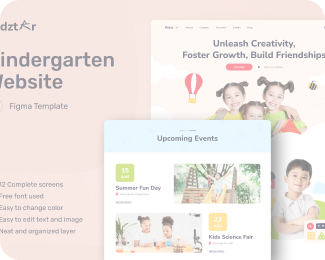 dzt r
indergarten
Website
Figma Template
12 Complete screens
Free font used
Easy to change color
Easy to edit text and image
Neat and organized layer
Unleash Creativity,
Foster Growth, Build Friendships
Upcoming Events
15
Summer Fun Day
22
Kids Science Fair